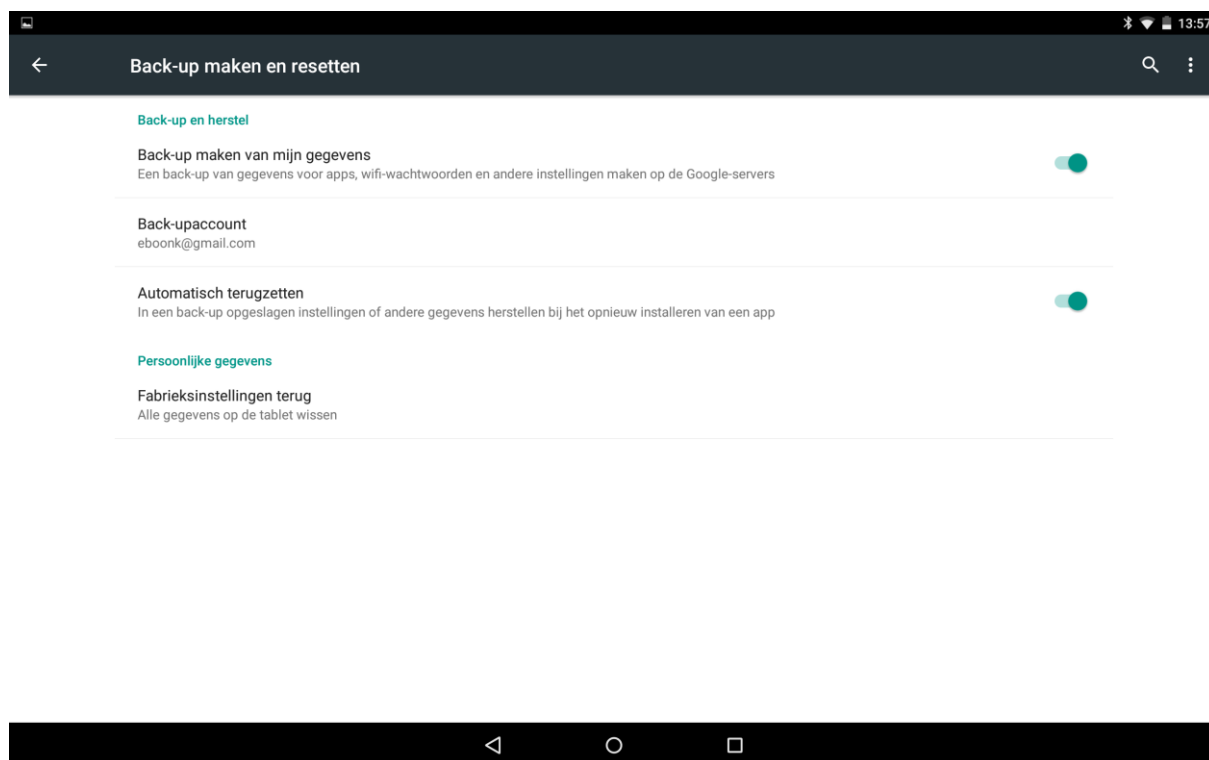 13:57
Back-up maken en resetten
Back-up en herstel
Back-up maken van mijn gegevens
Een back-up van gegevens voor apps, wifi-wachtwoorden en andere instellingen maken op de Google-servers
Back-upaccount
eboonk@gmail.com
Automatisch terugzetten
In een back-up opgeslagen instellingen of andere gegevens herstellen bij het opnieuw installeren van een app
Persoonlijke gegevens
Fabrieksinstellingen terug
Alle gegevens op de tablet wissen